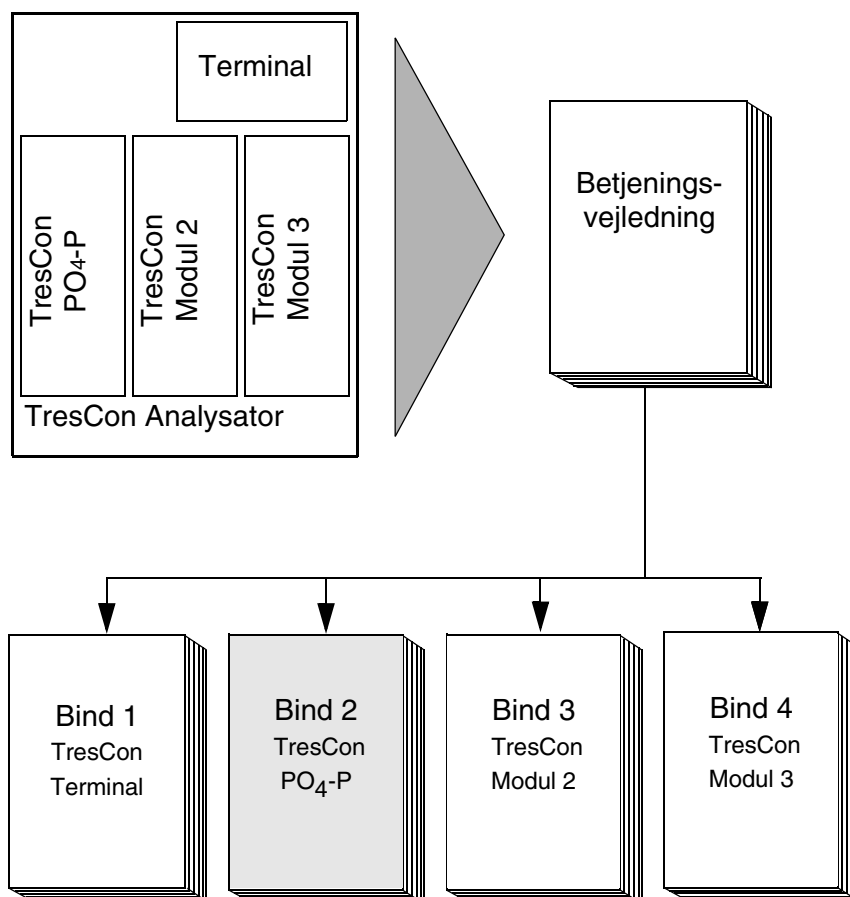 Terminal
TresCon
PO4-P
TresCon
Modul 2
TresCon
Modul 3
TresCon Analysator
Betjenings-
vejledning
Bind 1
TresCon
Terminal
Bind 2
TresCon
PO4-P
Bind 3
TresCon
Modul 2
Bind 4
TresCon
Modul 3